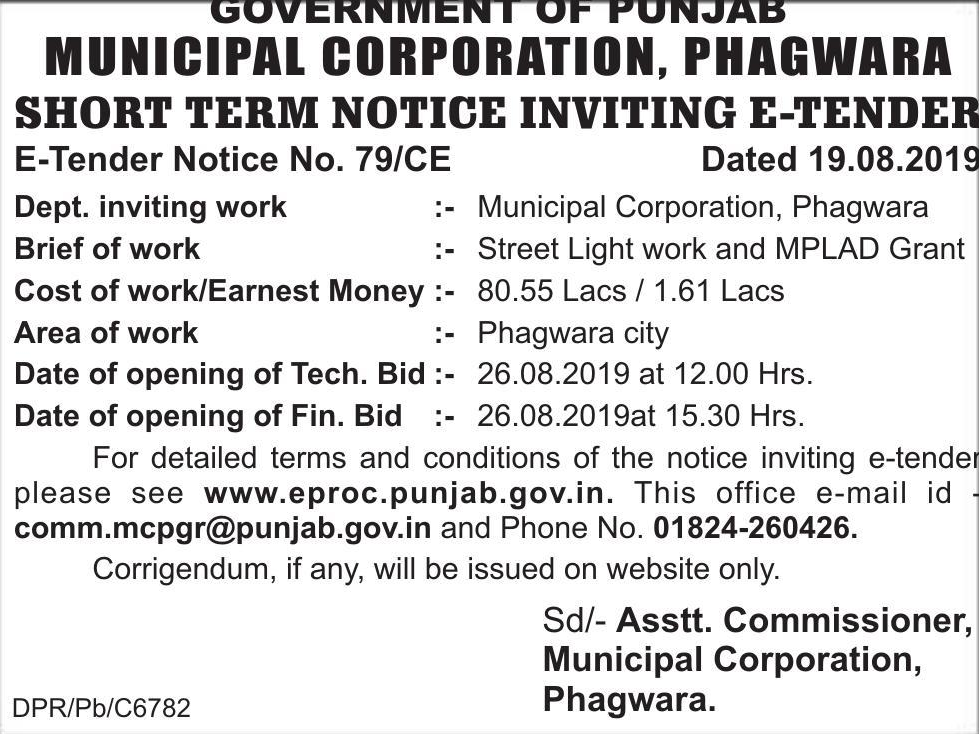 GOVERNMENT OF PUNJAB
MUNICIPAL CORPORATION, PHAGWARA
SHORT TERM NOTICE INVITING E-TENDER
E-Tender Notice No. 79/CE Dated 19.08.2019
Dept. inviting work :- Municipal Corporation, Phagwara
Brief of work :- Street Light work and MPLAD Grant
Cost of work/Earnest Money :- 80.55 Lacs / 1.61 Lacs
Area of work :- Phagwara city
Date of opening of Tech. Bid :- 26.08.2019 at 12.00 Hrs.
Date of opening of Fin. Bid :- 26.08.2019at 15.30 Hrs.
For detailed terms and conditions of the notice inviting e-tender
please see www.eproc.punjab.gov.in. This office e-mail id -
comm.mcpgr@punjab.gov.in and Phone No. 01824-260426.
Corrigendum, if any, will be issued on website only.
Sd/- Asstt. Commissioner,
Municipal Corporation,
Phagwara.
DPR/Pb/C6782